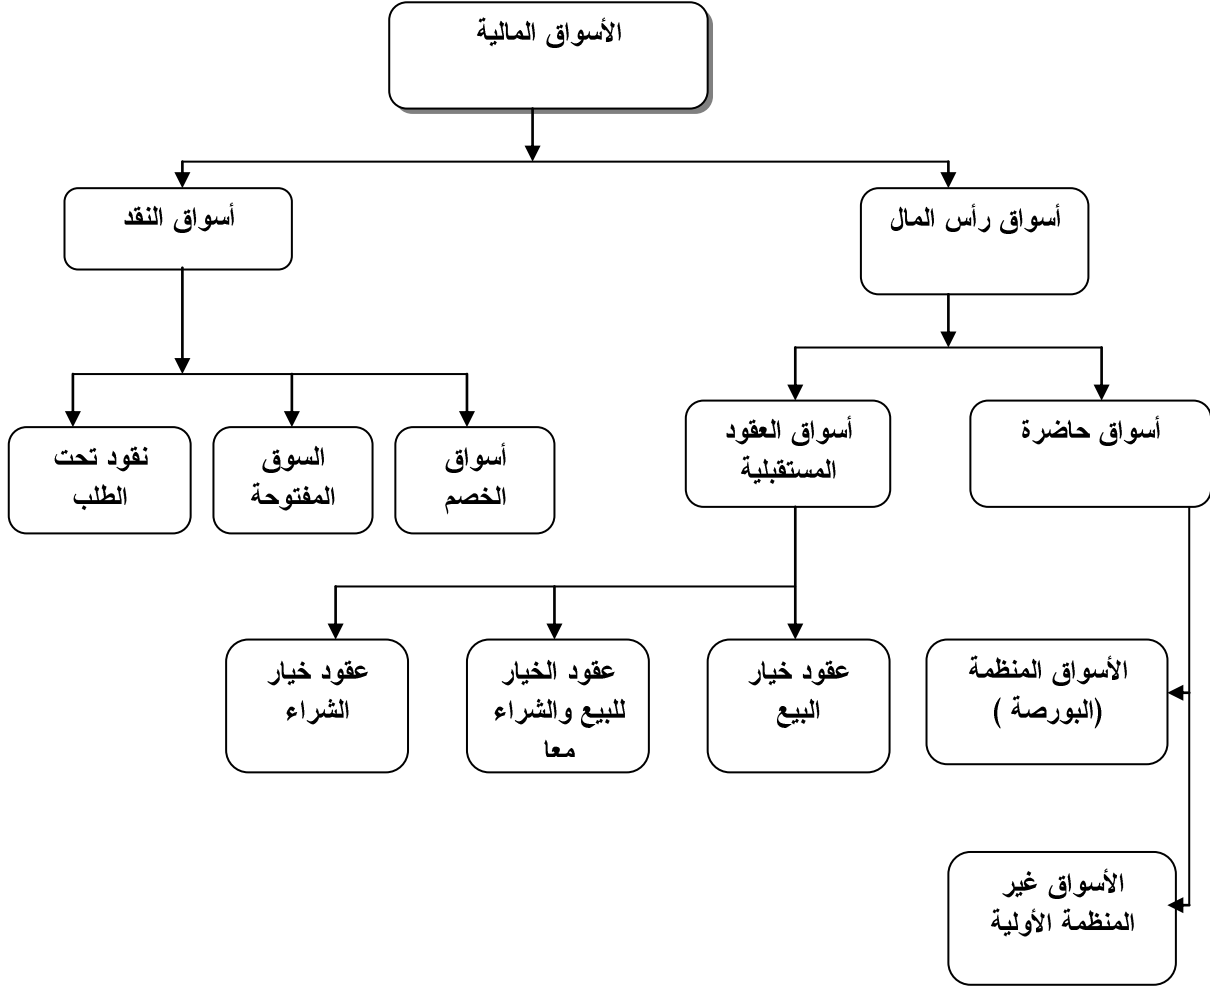 الأسواق المالية
أسواق رأس المال
أسواق النقد
أسواق حاضرة
أسواق العقود
المستقبلية
أسواق
الخصم
السوق
المفتوحة
نقود تحت
الطلب
الأسواق المنظمة
(البورصة )
عقود خيار
البيع
عقود الخيار
للبيع والشراء
معا
عقود خيار
الشراء
الأسواق غير
المنظمة الأولية